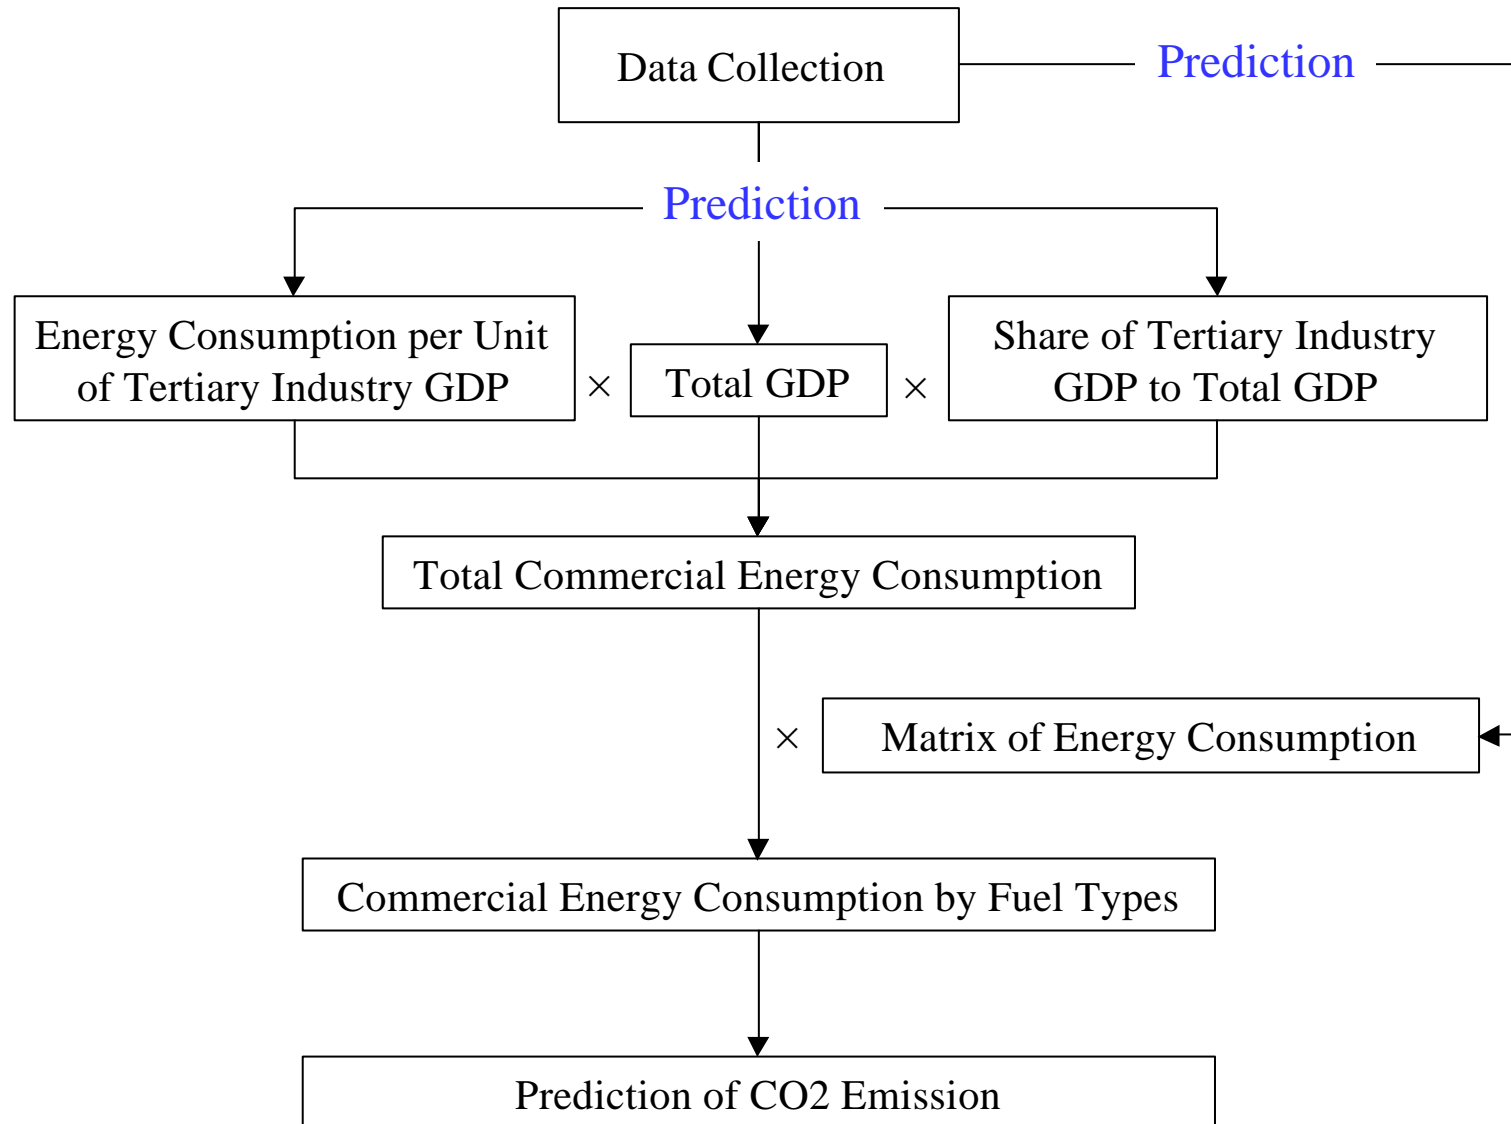 Data Collection
Prediction
Prediction
Energy Consumption per Unit
of Tertiary Industry GDP
×
Total GDP
×
Share of Tertiary Industry
GDP to Total GDP
Total Commercial Energy Consumption
×
Matrix of Energy Consumption
Commercial Energy Consumption by Fuel Types
Prediction of CO2 Emission